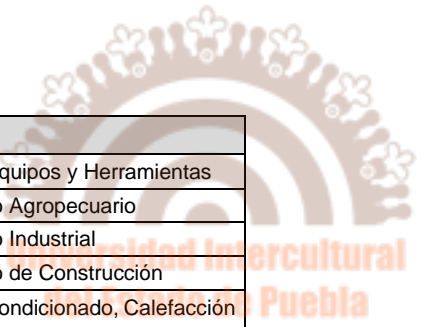 quipos y Herramientas
o Agropecuario
o Industrial
Universidad Intercultural
o de Construcción
del Estado de Puebla
ondicionado, Calefacción